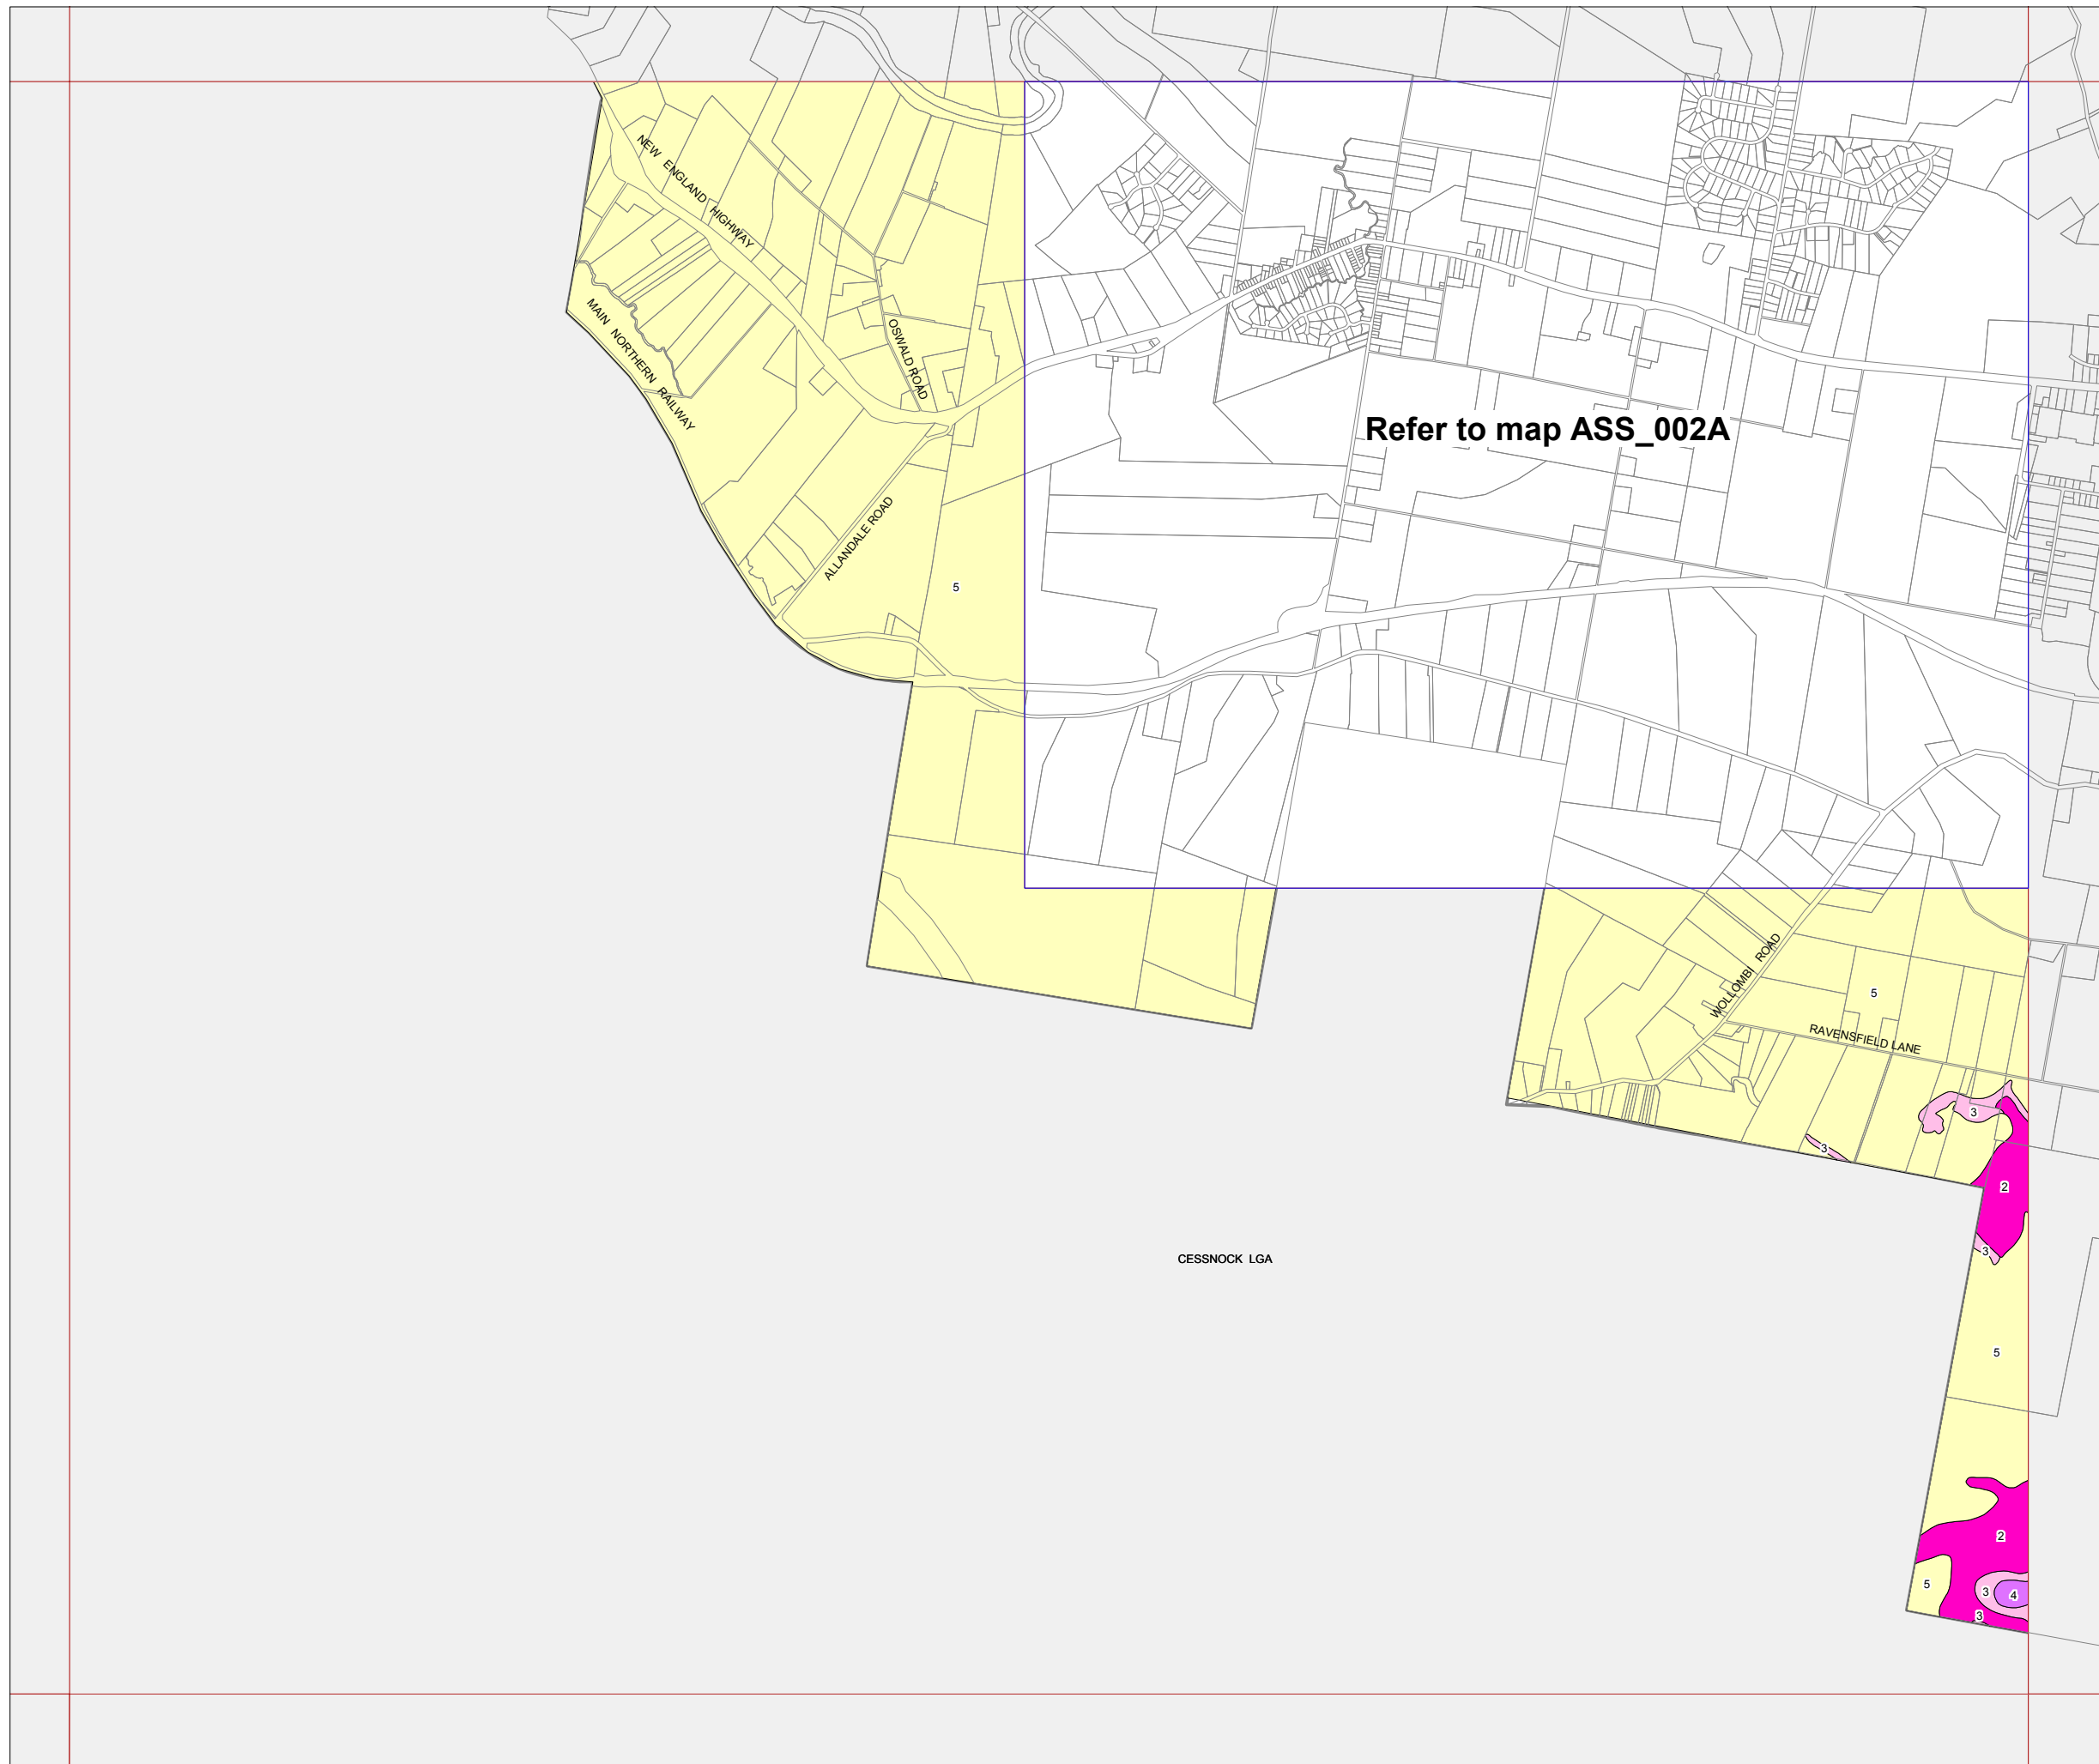 NEW ENGLAND HIGHWAY
MAIN NORTHERN RAILWAY
OSWALD ROAD
Refer to map ASS_002A
ALLANDALE ROAD
5
WOLLOMBI ROAD
5
RAVENSFIELD LANE
3
3
2
3
CESSNOCK LGA
5
2
5
3
4
3